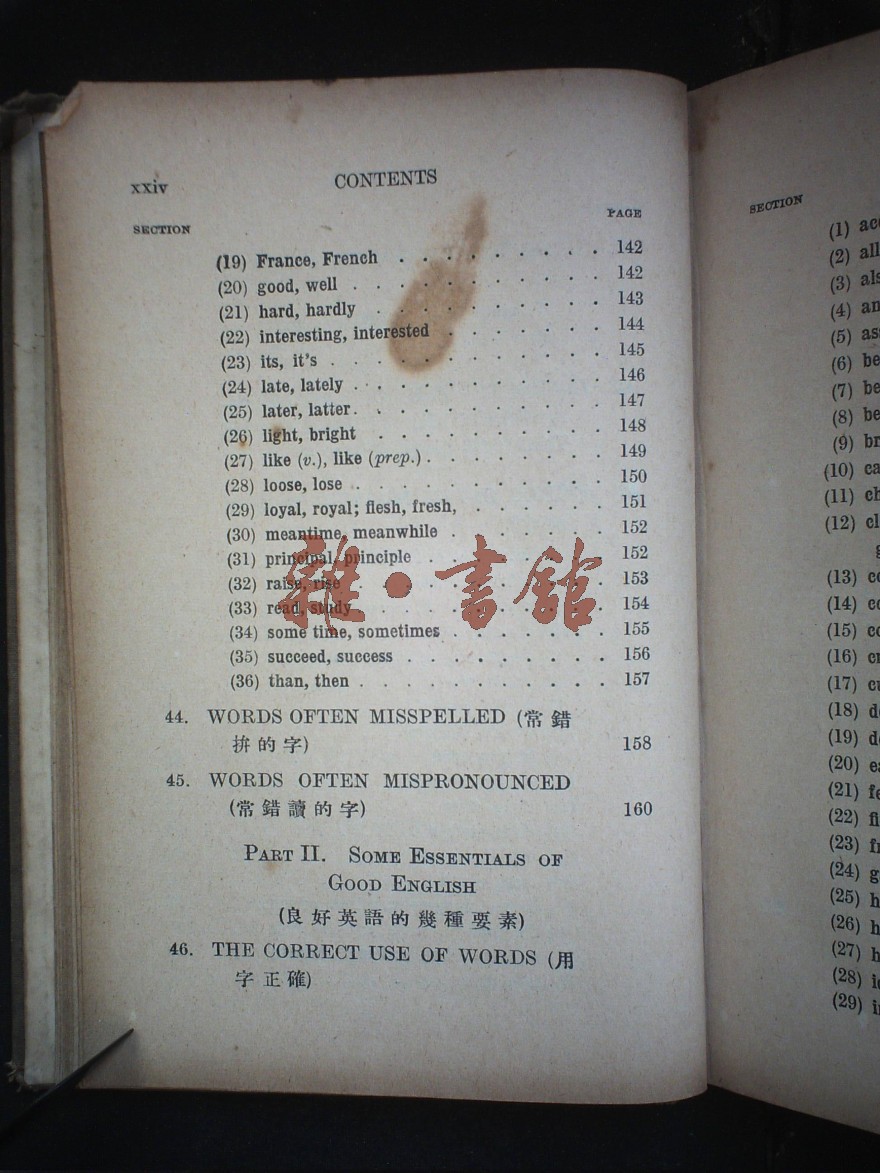 xxiv CONTENTS
SECTION PAGE
(19) France, French . . . . . . . . . 142
(20) good, well . . . . . . . . . . 142
(21) hard, hardly . . . . . . . . . 143
(22) interesting, interested . . . . . . . 144
(23) its, it's . . . . . . . . . . . 145
(24) late, lately . . . . . . . . . . 146
(25) later, latter . . . . . . . . . . 147
(26) light, bright . . . . . . . . . 148
(27) like (v.), like (prep.) . . . . . . . . 149
(28) loose, lose . . . . . . . . . . 150
(29) loyal, royal; flesh, fresh, . . . . . . 151
(30) meantime, meanwhile . . . . . . . 152
(31) principal, principle . . . . . . . . 152
(32) raise, rise . . . . . . . . . . 153
(33) read, study . . . . . . . . . . 154
(34) some time, sometimes . . . . . . . 155
(35) succeed, success . . . . . . . . . 156
(36) than, then . . . . . . . . . . . 157
雜·書館
44. WORDS OFTEN MISSPELLED (常錯
拚的字) 158
45. WORDS OFTEN MISPRONOUNCED
(常錯讀的字) 160
PART II. SOME ESSENTIALS OF
GOOD ENGLISH
(良好英語的幾種要素)
46. THE CORRECT USE OF WORDS (用
字正確)
SECTION
(1)
(2)
(3)
(4)
(5)
(6)
(7)
(8)
(9)
(10)
(11)
(12)
(13)
(14)
(15)
(16)
(17)
(18)
(19)
(20)
(21)
(22)
(23)
(24)
(25)
(26)
(27)
(28)
(29)